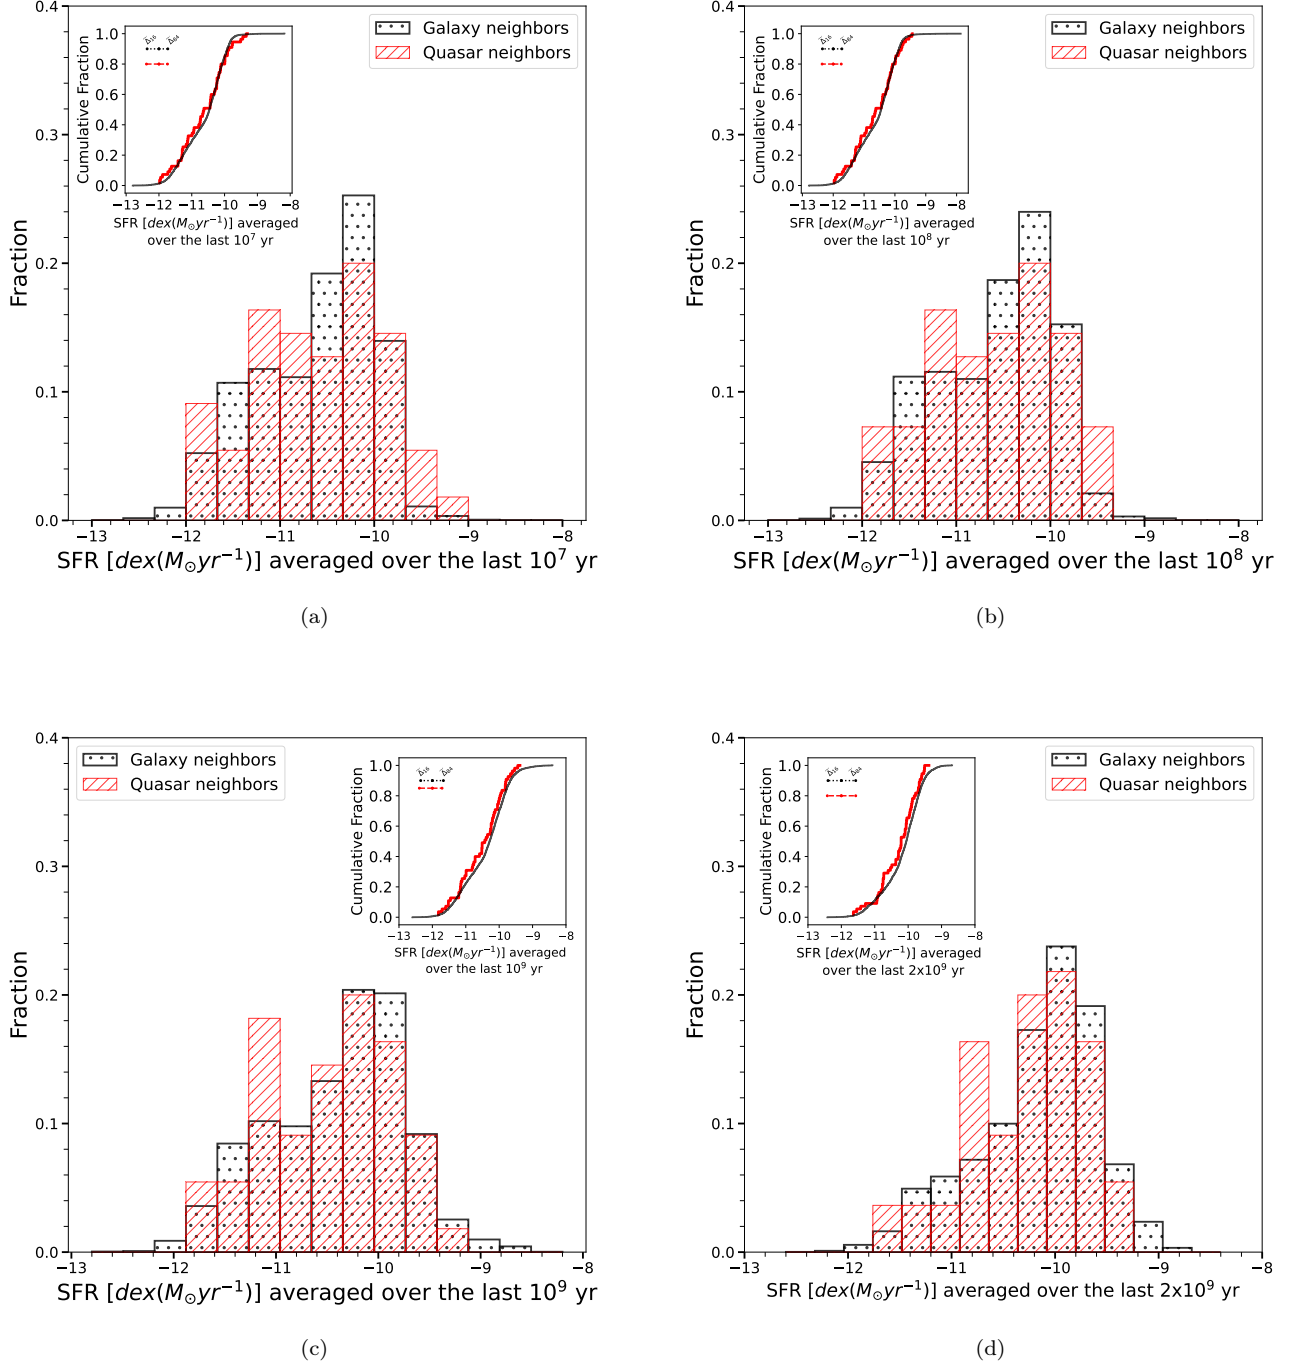 Galaxy neighbors
Quasar neighbors
Δ̃₁₆ Δ̃₈₄
Cumulative Fraction
1.0
0.8
0.6
0.4
0.2
0.0
−13 −12 −11 −10 −9 −8
SFR [dex(M⊙yr⁻¹)] averaged
over the last 10⁷ yr
Fraction
0.4
0.3
0.2
0.1
0.0
−13 −12 −11 −10 −9 −8
SFR [dex(M⊙yr⁻¹)] averaged over the last 10⁷ yr
(a)
Galaxy neighbors
Quasar neighbors
Δ̃₁₆ Δ̃₈₄
Cumulative Fraction
1.0
0.8
0.6
0.4
0.2
0.0
−13 −12 −11 −10 −9 −8
SFR [dex(M⊙yr⁻¹)] averaged
over the last 10⁸ yr
Fraction
0.4
0.3
0.2
0.1
0.0
−13 −12 −11 −10 −9 −8
SFR [dex(M⊙yr⁻¹)] averaged over the last 10⁸ yr
(b)
Galaxy neighbors
Quasar neighbors
Δ̃₁₆ Δ̃₈₄
Cumulative Fraction
1.0
0.8
0.6
0.4
0.2
0.0
−13 −12 −11 −10 −9 −8
SFR [dex(M⊙yr⁻¹)] averaged
over the last 10⁹ yr
Fraction
0.4
0.3
0.2
0.1
0.0
−13 −12 −11 −10 −9 −8
SFR [dex(M⊙yr⁻¹)] averaged over the last 10⁹ yr
(c)
Galaxy neighbors
Quasar neighbors
Δ̃₁₆ Δ̃₈₄
Cumulative Fraction
1.0
0.8
0.6
0.4
0.2
0.0
−13 −12 −11 −10 −9 −8
SFR [dex(M⊙yr⁻¹)] averaged
over the last 2x10⁹ yr
Fraction
0.4
0.3
0.2
0.1
0.0
−13 −12 −11 −10 −9 −8
SFR [dex(M⊙yr⁻¹)] averaged over the last 2x10⁹ yr
(d)